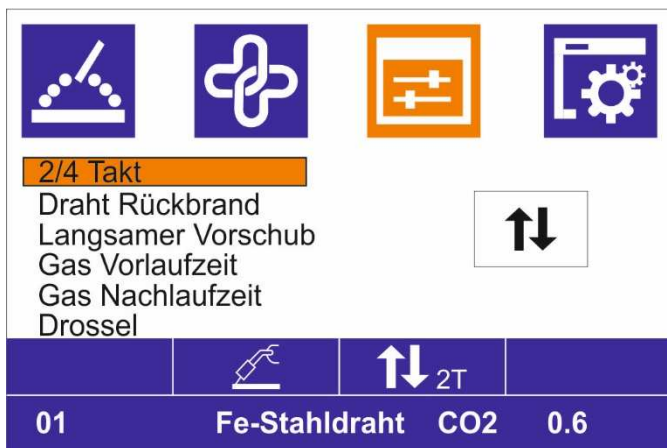 2/4 Takt
Draht Rückbrand
Langsamer Vorschub
Gas Vorlaufzeit
Gas Nachlaufzeit
Drossel
2T
01 Fe-Stahldraht CO2 0.6